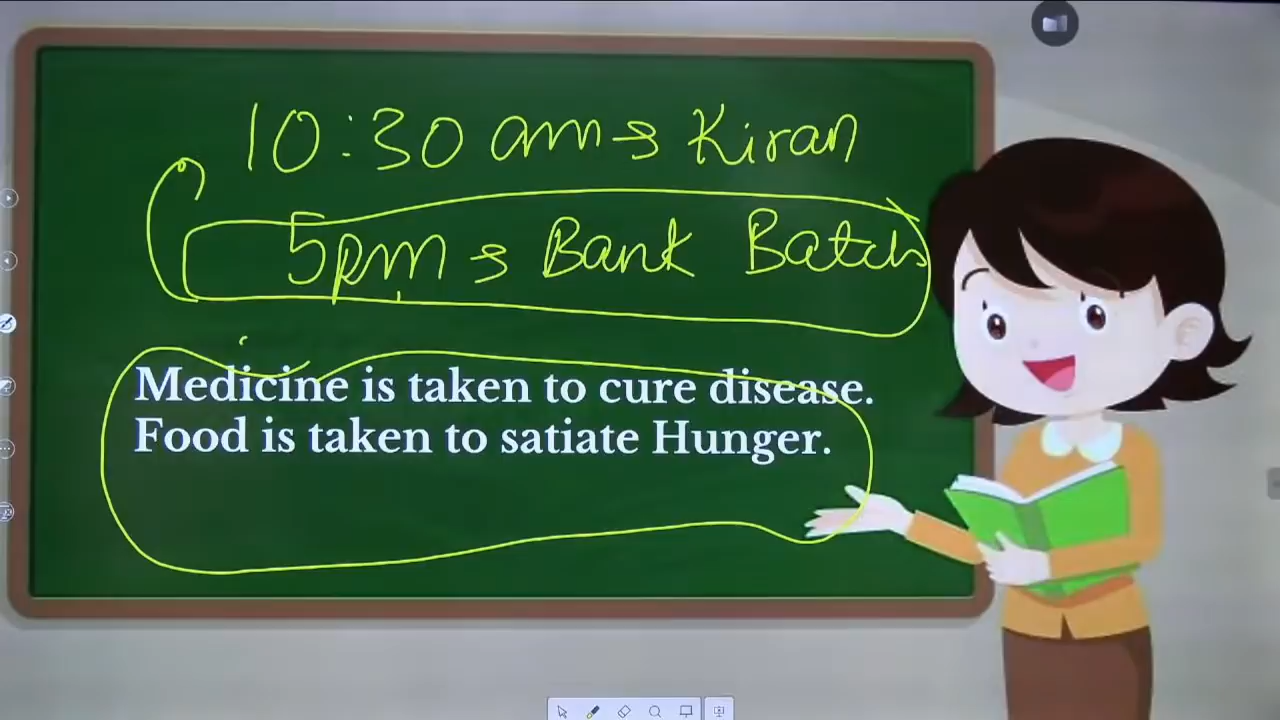 10:30 am → Kiran
5pm → Bank Batch
Medicine is taken to cure disease.
Food is taken to satiate Hunger.